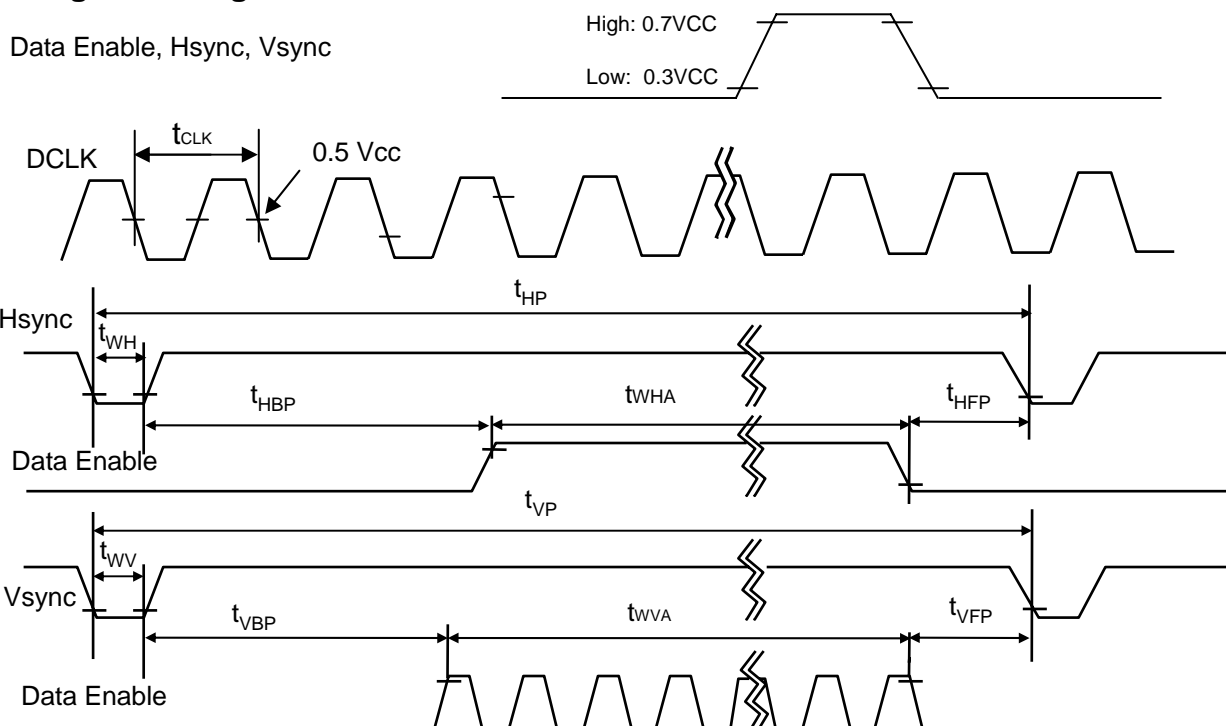 High: 0.7VCC
Data Enable, Hsync, Vsync
Low: 0.3VCC
tCLK
DCLK
0.5 Vcc
tHP
Hsync
tWH
tHBP
tWHA
tHFP
Data Enable
tVP
tWV
Vsync
tVBP
tWVA
tVFP
Data Enable